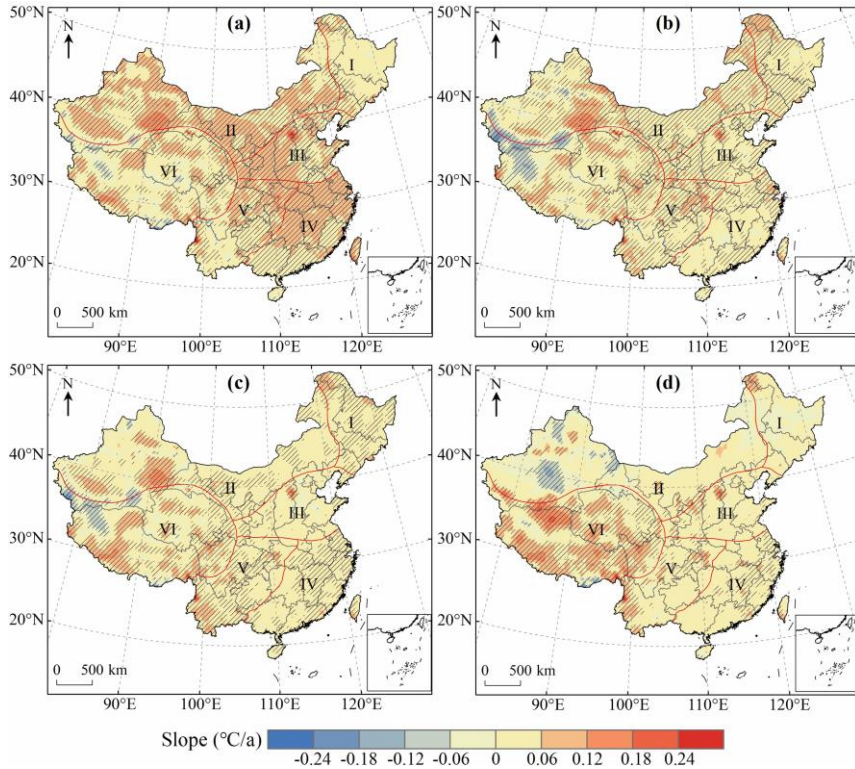 50°N
(a)
N
I
40°N
II
III
30°N
VI
V
IV
20°N
0 500 km
90°E 100°E 110°E 120°E
50°N
(b)
N
I
40°N
II
III
30°N
VI
V
IV
20°N
0 500 km
90°E 100°E 110°E 120°E
50°N
(c)
N
I
40°N
II
III
30°N
VI
V
IV
20°N
0 500 km
90°E 100°E 110°E 120°E
50°N
(d)
N
I
40°N
II
III
30°N
VI
V
IV
20°N
0 500 km
90°E 100°E 110°E 120°E
Slope (℃/a)
-0.24 -0.18 -0.12 -0.06 0 0.06 0.12 0.18 0.24